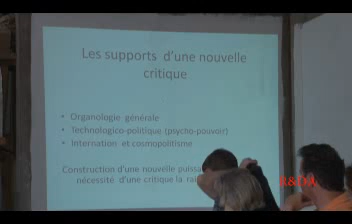 Les supports d'une nouvelle
critique
• Organologie générale
• Technologico-politique (psycho-pouvoir)
• Internation et cosmopolitisme
Construction d'une nouvelle
nécessité d'une critique la
R&DA